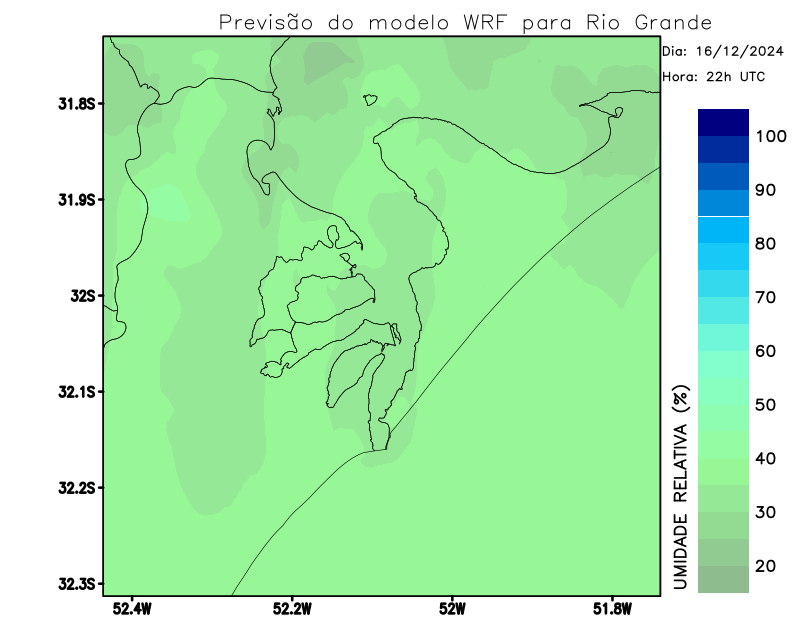 Previsão do modelo WRF para Rio Grande
Dia: 16/12/2024
Hora: 22h UTC
31.8S
31.9S
32S
32.1S
32.2S
32.3S
52.4W
52.2W
52W
51.8W
UMIDADE RELATIVA (%)
100
90
80
70
60
50
40
30
20